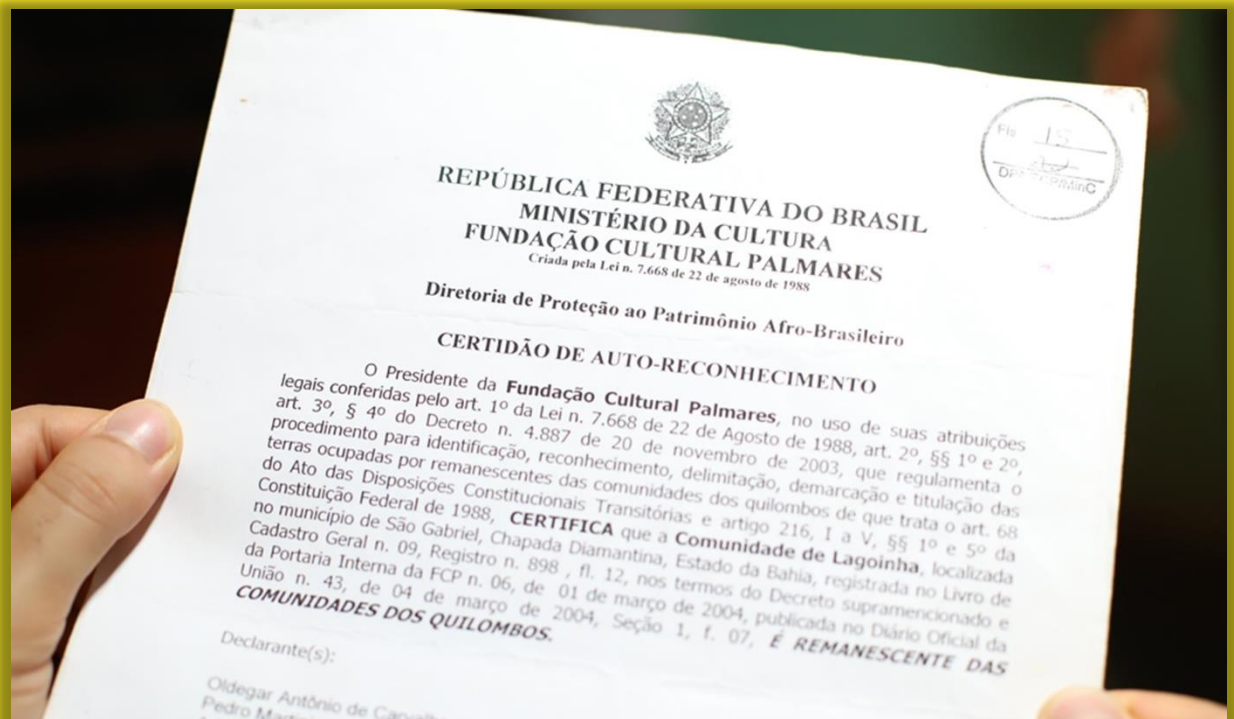 Fls 15
REPÚBLICA FEDERATIVA DO BRASIL
MINISTÉRIO DA CULTURA
FUNDAÇÃO CULTURAL PALMARES
Criada pela Lei n. 7.668 de 22 de agosto de 1988
Diretoria de Proteção ao Patrimônio Afro-Brasileiro
CERTIDÃO DE AUTO-RECONHECIMENTO
O Presidente da Fundação Cultural Palmares, no uso de suas atribuições
legais conferidas pelo art. 1º da Lei n. 7.668 de 22 de Agosto de 1988, art. 2º, §§ 1º e 2º,
art. 3º, § 4º do Decreto n. 4.887 de 20 de novembro de 2003, que regulamenta o
procedimento para identificação, reconhecimento, delimitação, demarcação e titulação das
terras ocupadas por remanescentes das comunidades dos quilombos de que trata o art. 68
do Ato das Disposições Constitucionais Transitórias e artigo 216, I a V, §§ 1º e 5º da
Constituição Federal de 1988, CERTIFICA que a Comunidade de Lagoinha, localizada
no município de São Gabriel, Chapada Diamantina, Estado da Bahia, registrada no Livro de
Cadastro Geral n. 09, Registro n. 898 , fl. 12, nos termos do Decreto supramencionado e
da Portaria Interna da FCP n. 06, de 01 de março de 2004, publicada no Diário Oficial da
União n. 43, de 04 de março de 2004, Seção 1, f. 07, É REMANESCENTE DAS
COMUNIDADES DOS QUILOMBOS.
Declarante(s):
Oldegar Antônio de
Pedro